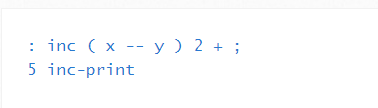 : inc ( x -- y ) 2 + ;
5 inc-print